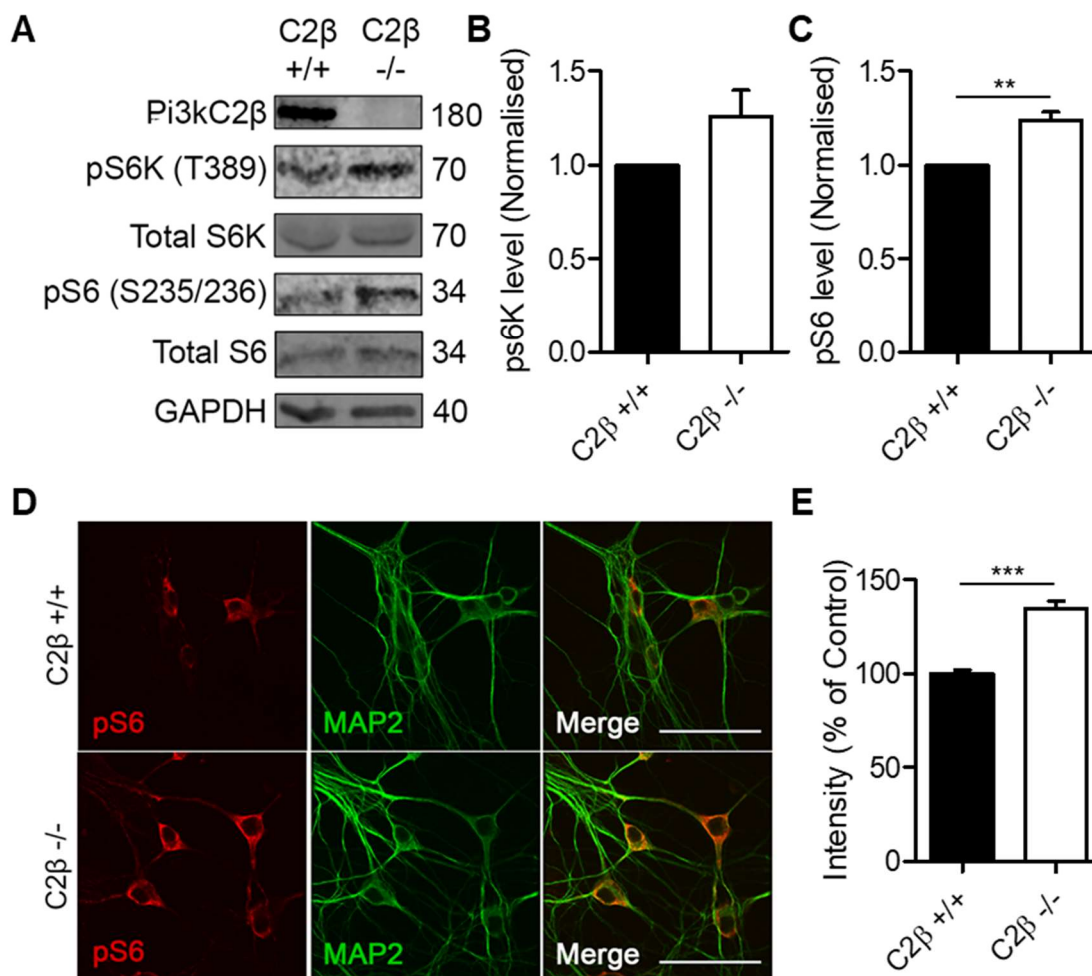 A
C2β C2β
+/+ -/-
Pi3kC2β 180
pS6K (T389) 70
Total S6K 70
pS6 (S235/236) 34
Total S6 34
GAPDH 40
B
ps6K level (Normalised)
1.5
1.0
0.5
0.0
C2β +/+ C2β -/-
C
pS6 level (Normalised)
1.5
1.0
0.5
0.0
**
C2β +/+ C2β -/-
D
C2β +/+
pS6 MAP2 Merge
C2β -/-
pS6 MAP2 Merge
E
Intensity (% of Control)
150
100
50
0
***
C2β +/+ C2β -/-